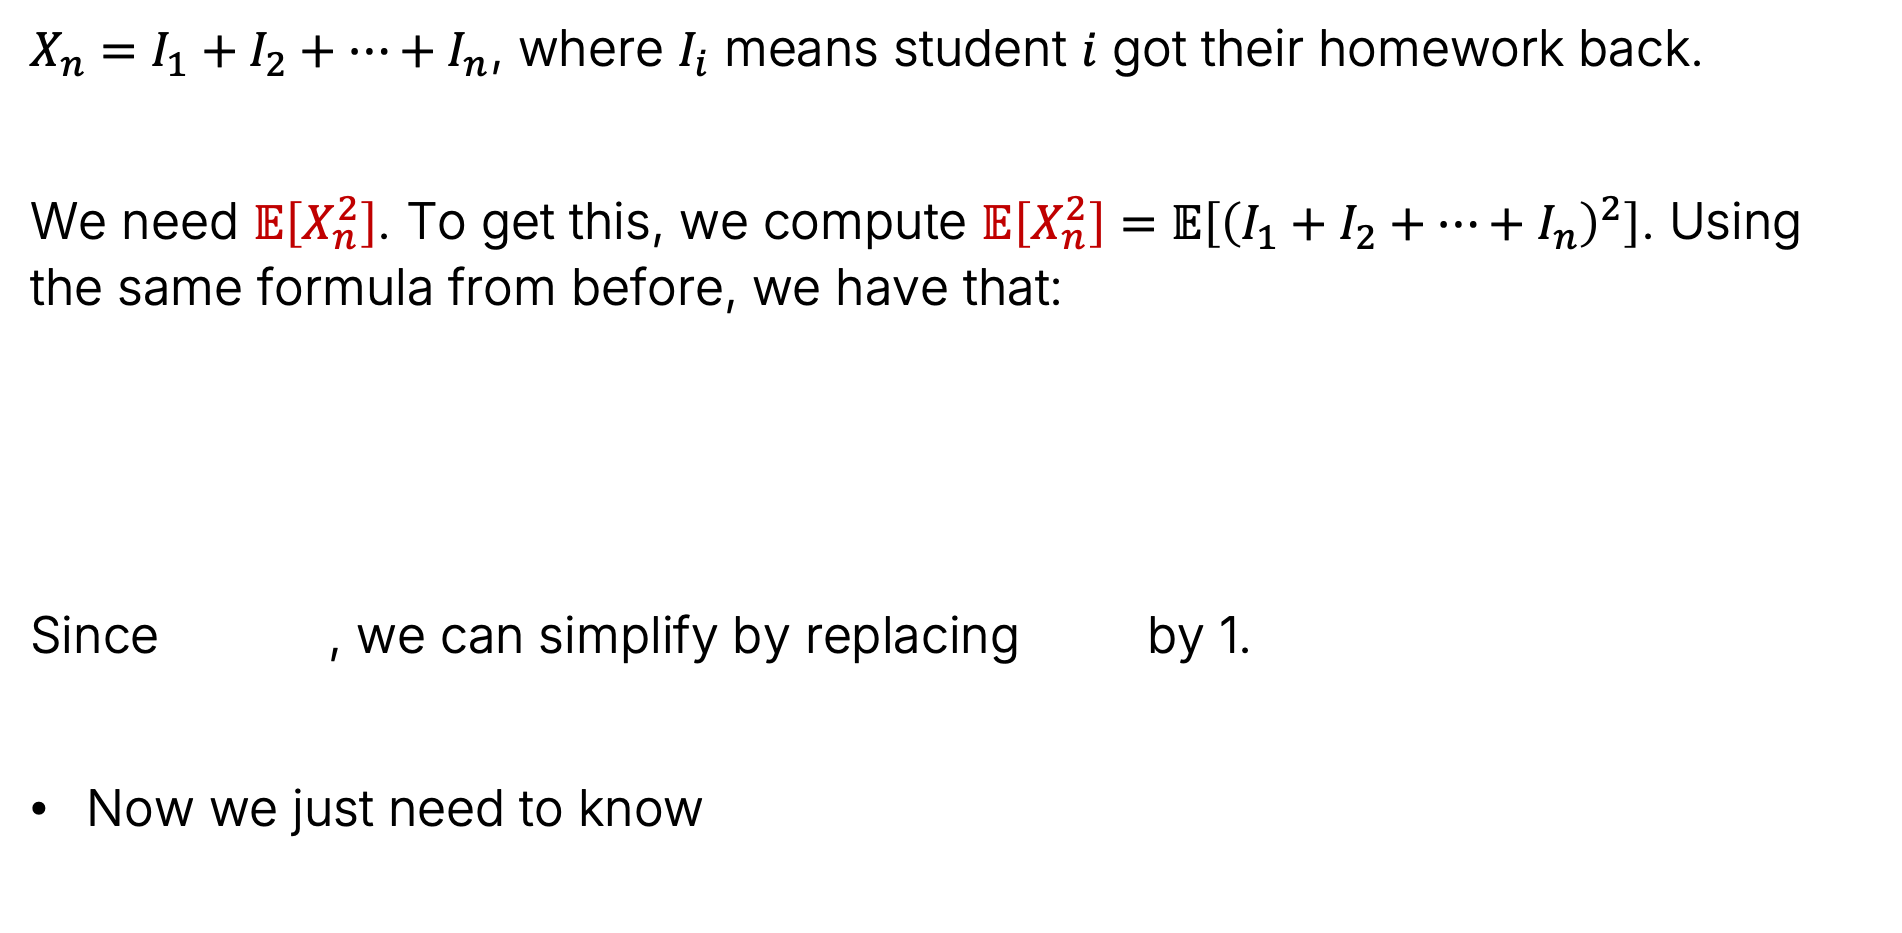 𝑋ₙ = 𝐼₁ + 𝐼₂ + ⋯ + 𝐼ₙ, where 𝐼ᵢ means student 𝑖 got their homework back.
We need 𝔼[𝑋ₙ²]. To get this, we compute 𝔼[𝑋ₙ²] = 𝔼[(𝐼₁ + 𝐼₂ + ⋯ + 𝐼ₙ)²]. Using
the same formula from before, we have that:
Since , we can simplify by replacing by 1.
• Now we just need to know